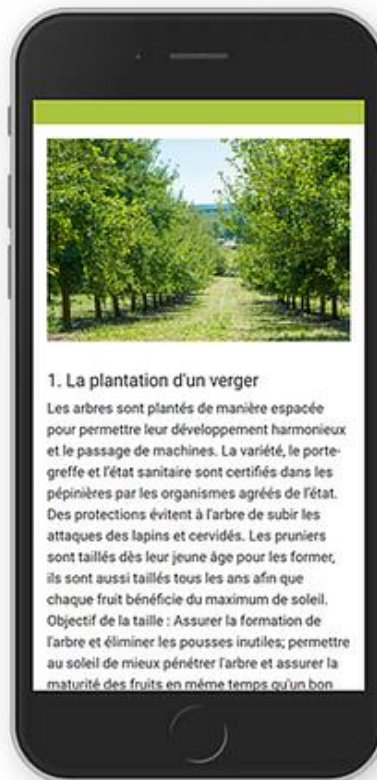 1. La plantation d'un verger
Les arbres sont plantés de manière espacée
pour permettre leur développement harmonieux
et le passage de machines. La variété, le porte-
greffe et l'état sanitaire sont certifiés dans les
pépinières par les organismes agréés de l'état.
Des protections évitent à l'arbre de subir les
attaques des lapins et cervidés. Les pruniers
sont taillés dès leur jeune âge pour les former,
ils sont aussi taillés tous les ans afin que
chaque fruit bénéficie du maximum de soleil.
Objectif de la taille : Assurer la formation de
l'arbre et éliminer les pousses inutiles; permettre
au soleil de mieux pénétrer l'arbre et assurer la
maturité des fruits en même temps qu'un bon